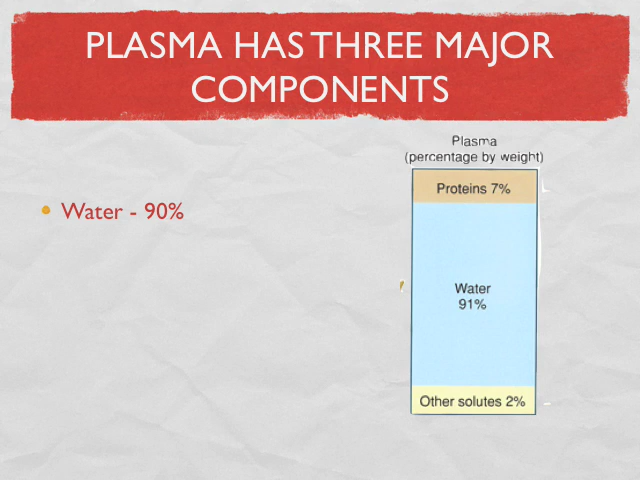 PLASMA HAS THREE MAJOR
COMPONENTS
Water - 90%
Plasma
(percentage by weight)
Proteins 7%
Water
91%
Other solutes 2%